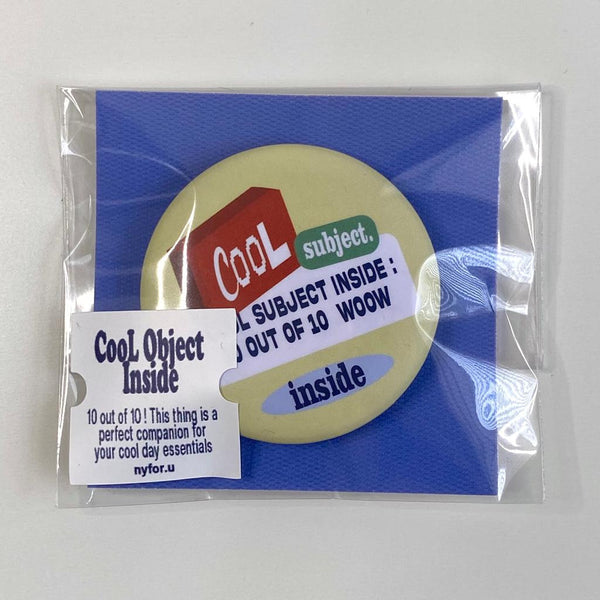 CooL
subject.
L SUBJECT INSIDE :
OUT OF 10 WOOW
inside
CooL Object
Inside
10 out of 10 ! This thing is a
perfect companion for
your cool day essentials
nyfor.u